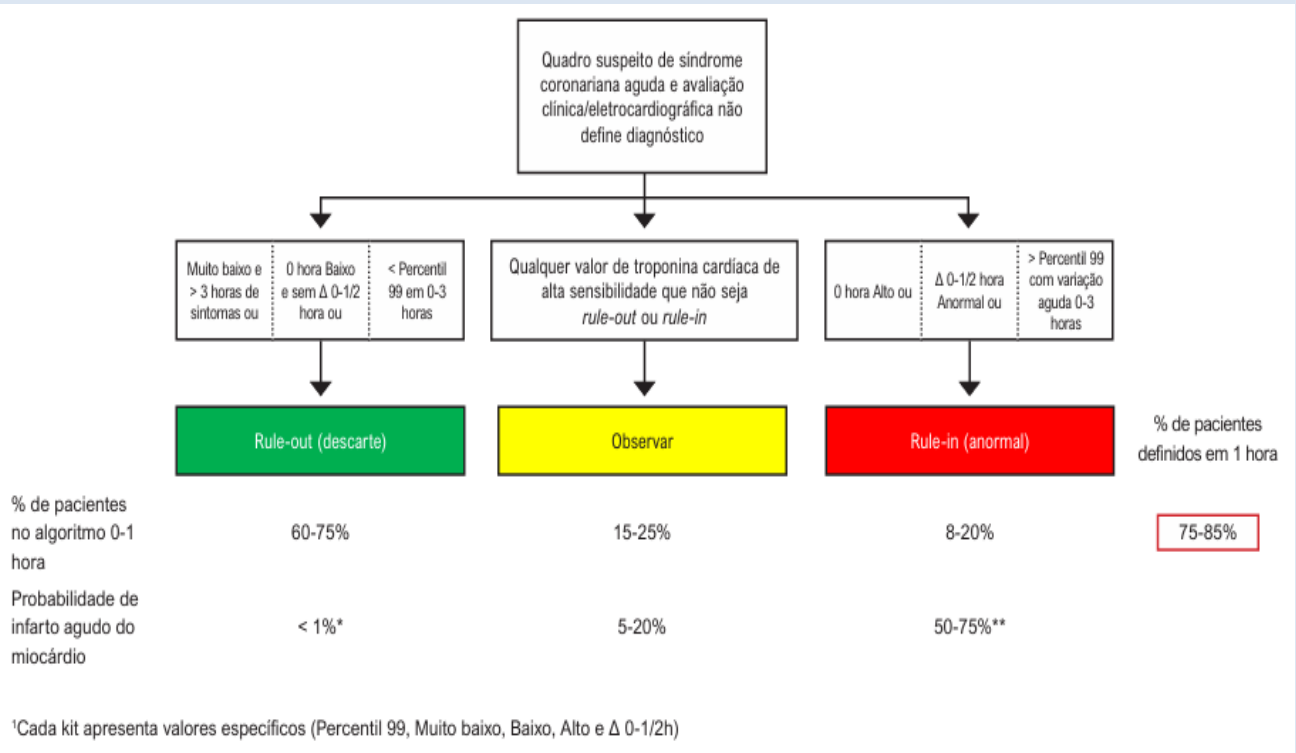 Quadro suspeito de síndrome
coronariana aguda e avaliação
clínica/eletrocardiográfica não
define diagnóstico
Muito baixo e
> 3 horas de
sintomas ou
0 hora Baixo
e sem Δ 0-1/2
hora ou
< Percentil
99 em 0-3
horas
Qualquer valor de troponina cardíaca de
alta sensibilidade que não seja
rule-out ou rule-in
0 hora Alto ou
Δ 0-1/2 hora
Anormal ou
> Percentil 99
com variação
aguda 0-3
horas
Rule-out (descarte)
Observar
Rule-in (anormal)
% de pacientes
definidos em 1 hora
% de pacientes
no algoritmo 0-1
hora
60-75%
15-25%
8-20%
75-85%
Probabilidade de
infarto agudo do
miocárdio
< 1%*
5-20%
50-75%**
¹Cada kit apresenta valores específicos (Percentil 99, Muito baixo, Baixo, Alto e Δ 0-1/2h)